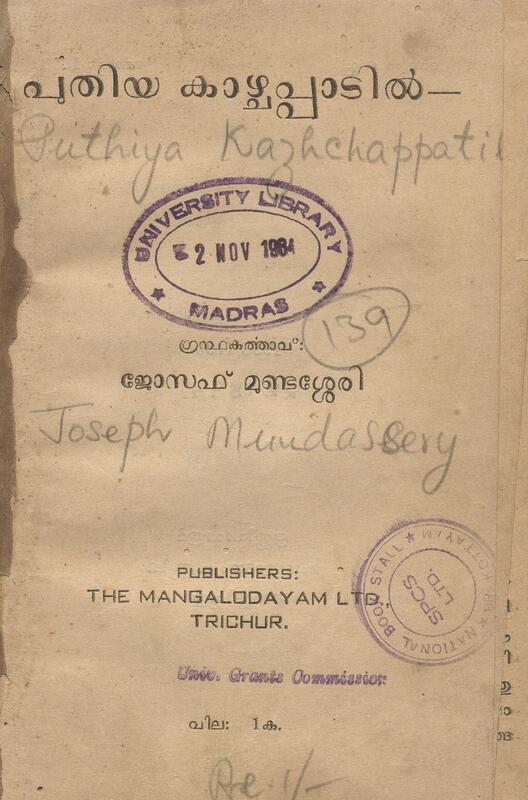 പുതിയ കാഴ്ചപ്പാടിൽ—
Puthiya Kazhchappatil
UNIVERSITY LIBRARY
2 NOV 1964
MADRAS
139
ഗ്രന്ഥകർത്താവ്:
ജോസഫ് മുണ്ടശ്ശേരി
Joseph Mundassery
PUBLISHERS:
THE MANGALODAYAM LTD.
TRICHUR.
NATIONAL BOOK STALL ★ KOTTAYAM
SPCS
LTD.
Univ. Grants Commission
വില: 1ക.
Re. 1/-